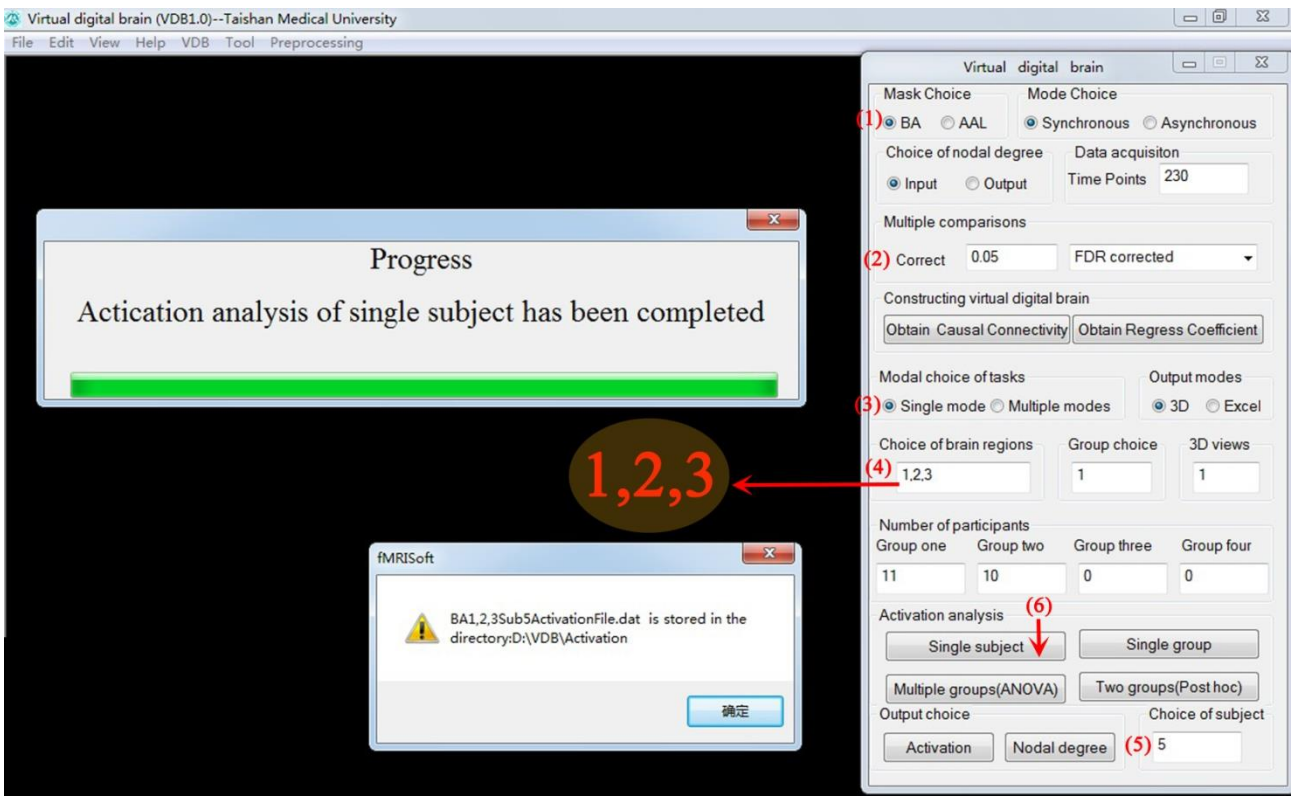 Virtual digital brain (VDB1.0)--Taishan Medical University
File Edit View Help VDB Tool Preprocessing
Progress
Actication analysis of single subject has been completed
1,2,3
fMRISoft
BA1,2,3Sub5ActivationFile.dat is stored in the
directory:D:\VDB\Activation
确定
Virtual digital brain
Mask Choice Mode Choice
(1) BA AAL Synchronous Asynchronous
Choice of nodal degree Data acquisiton
Input Output Time Points 230
Multiple comparisons
(2) Correct 0.05 FDR corrected
Constructing virtual digital brain
Obtain Causal Connectivity Obtain Regress Coefficient
Modal choice of tasks Output modes
(3) Single mode Multiple modes 3D Excel
Choice of brain regions Group choice 3D views
(4) 1,2,3 1 1
Number of participants
Group one Group two Group three Group four
11 10 0 0
Activation analysis (6)
Single subject Single group
Multiple groups(ANOVA) Two groups(Post hoc)
Output choice Choice of subject
Activation Nodal degree (5) 5